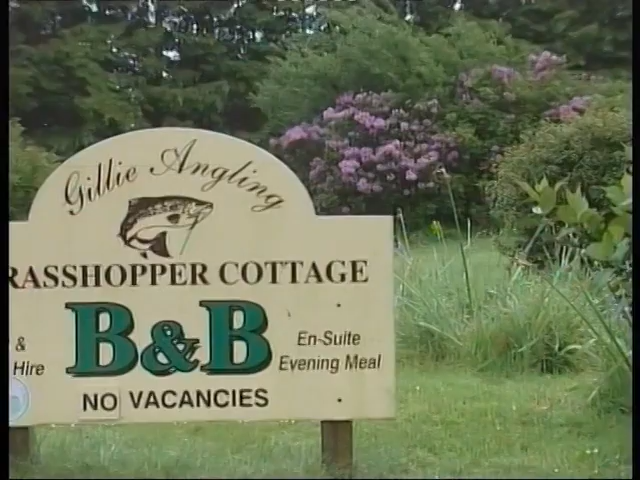 Gillie Angling
RASSHOPPER COTTAGE
B&B
& Hire
En-Suite
Evening Meal
NO VACANCIES